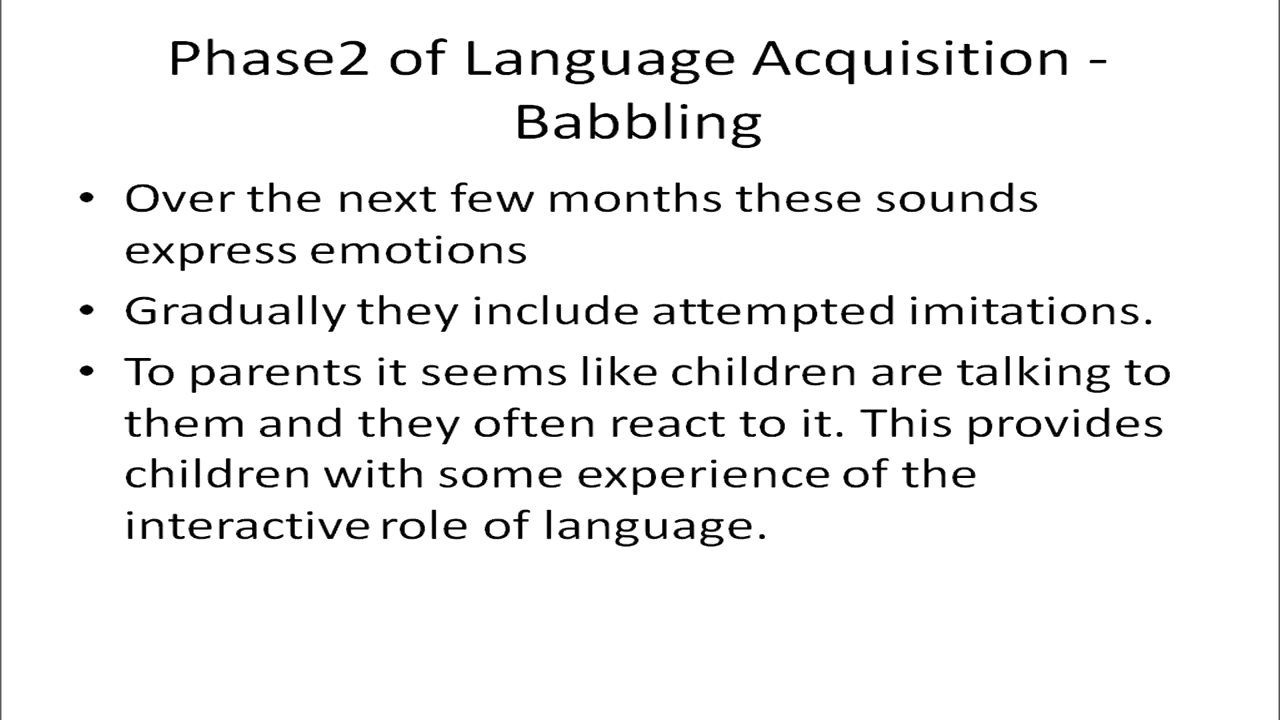 Phase2 of Language Acquisition -
Babbling
• Over the next few months these sounds
express emotions
• Gradually they include attempted imitations.
• To parents it seems like children are talking to
them and they often react to it. This provides
children with some experience of the
interactive role of language.